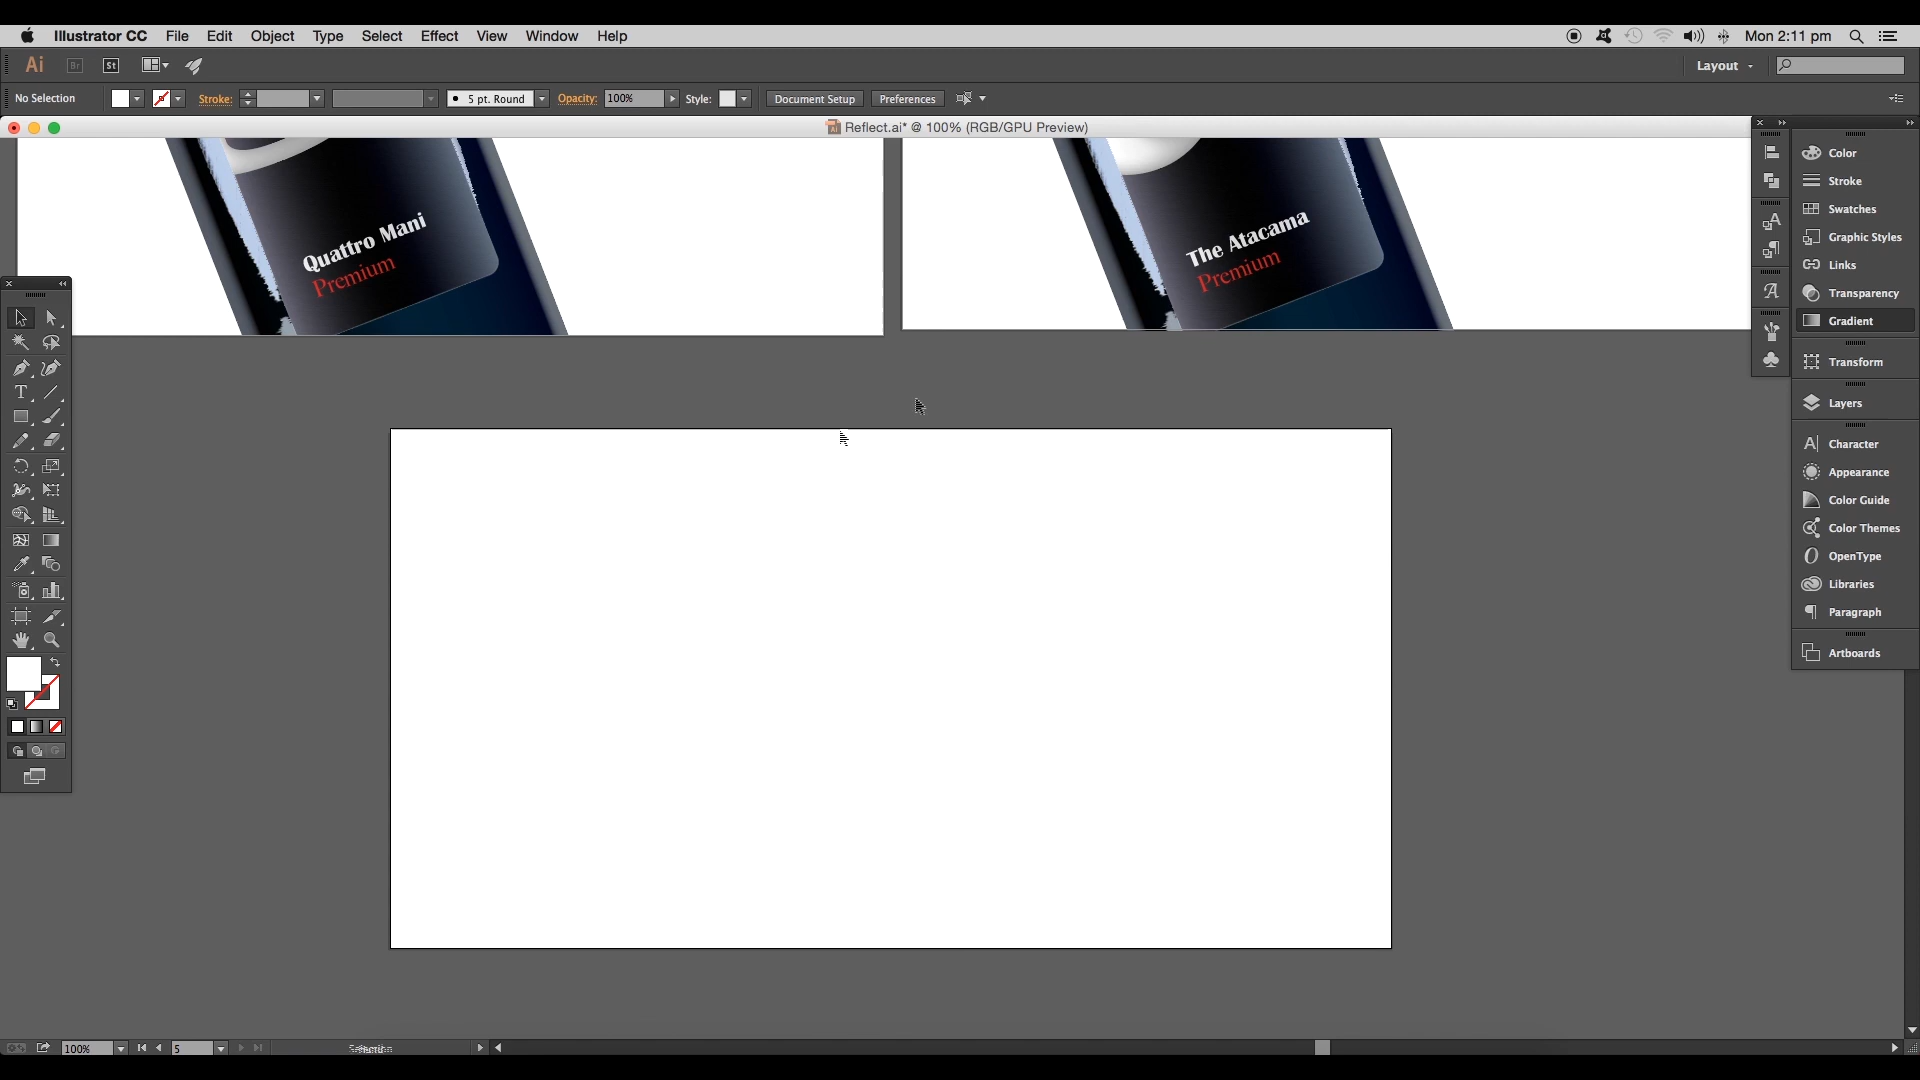 Illustrator CC File Edit Object Type Select Effect View Window Help Mon 2:11 pm
Ai Br St Layout
No Selection Stroke: 5 pt. Round Opacity: 100% Style: Document Setup Preferences
Reflect.ai* @ 100% (RGB/GPU Preview)
Quattro Mani
Premium
The Atacama
Premium
Color
Stroke
Swatches
Graphic Styles
Links
Transparency
Gradient
Transform
Layers
Character
Appearance
Color Guide
Color Themes
OpenType
Libraries
Paragraph
Artboards
100% 5